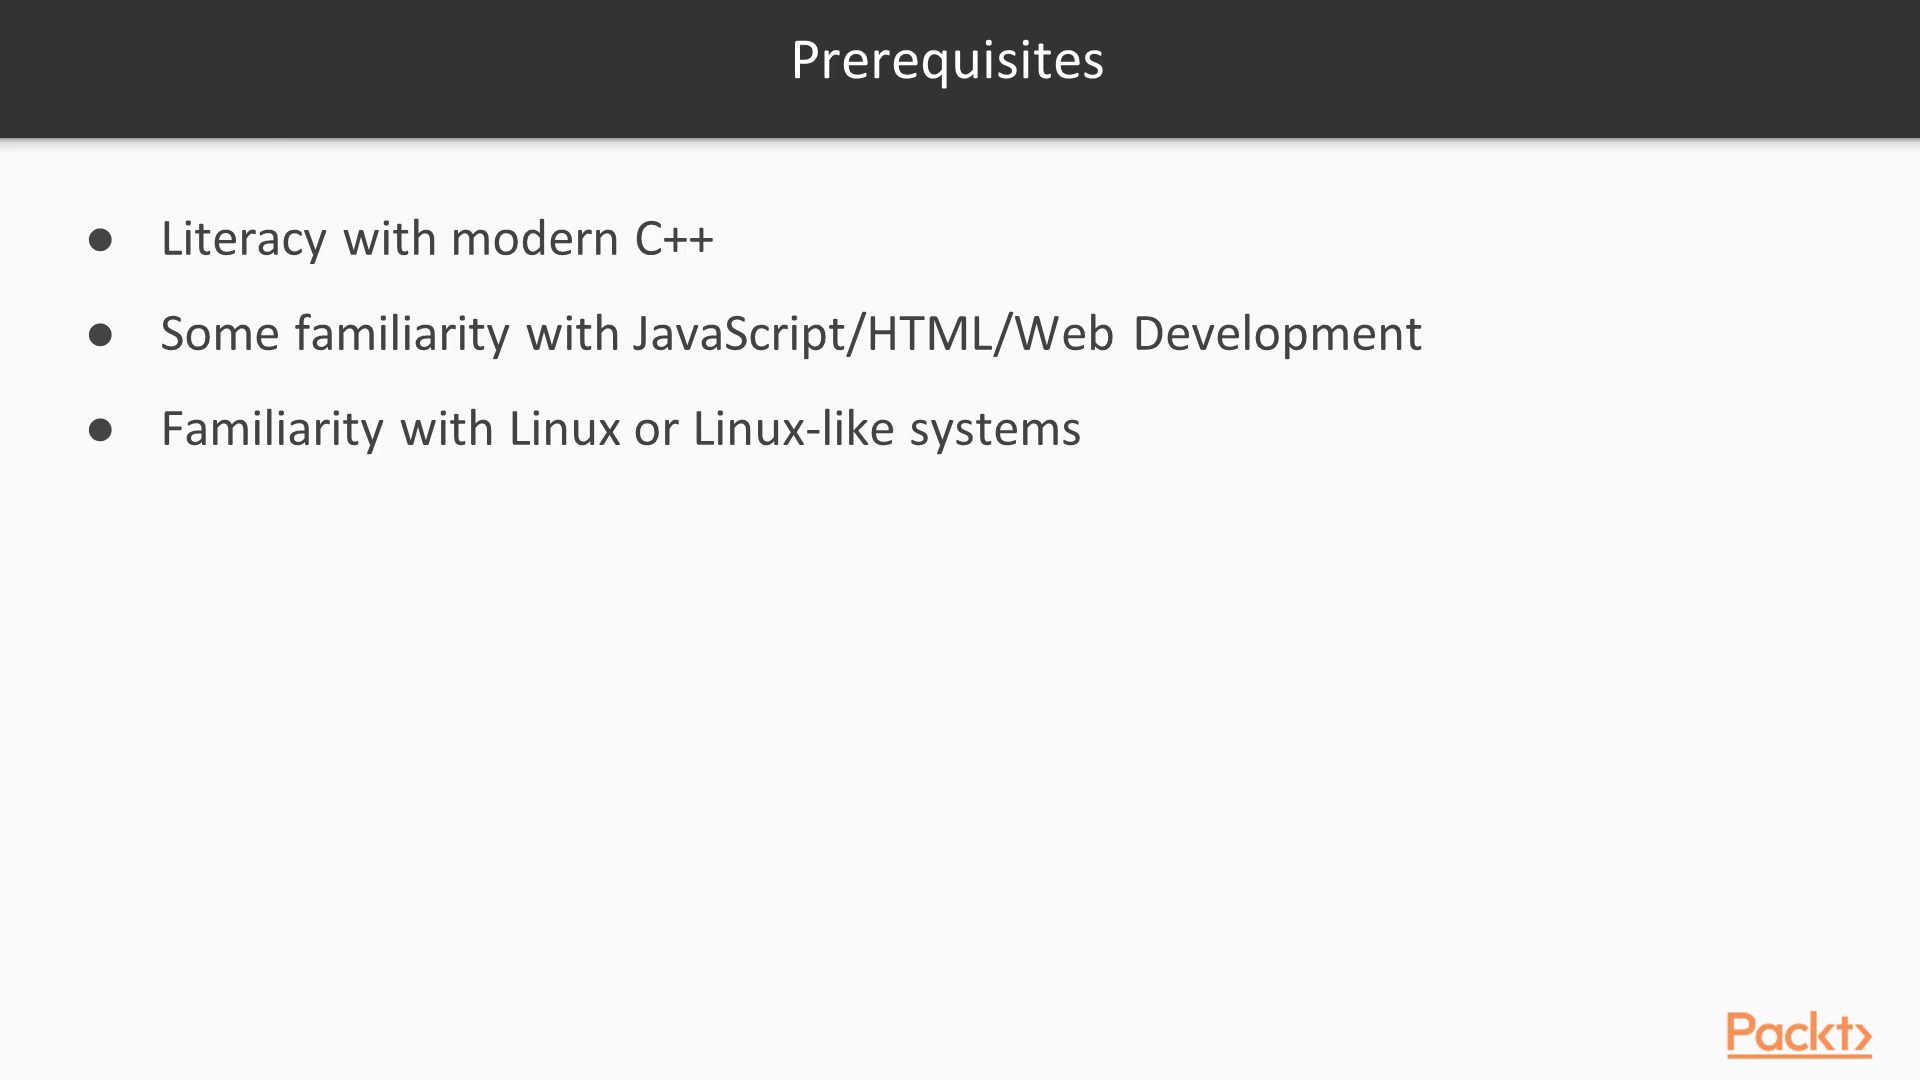 Prerequisites
● Literacy with modern C++
● Some familiarity with JavaScript/HTML/Web Development
● Familiarity with Linux or Linux-like systems
Packt>